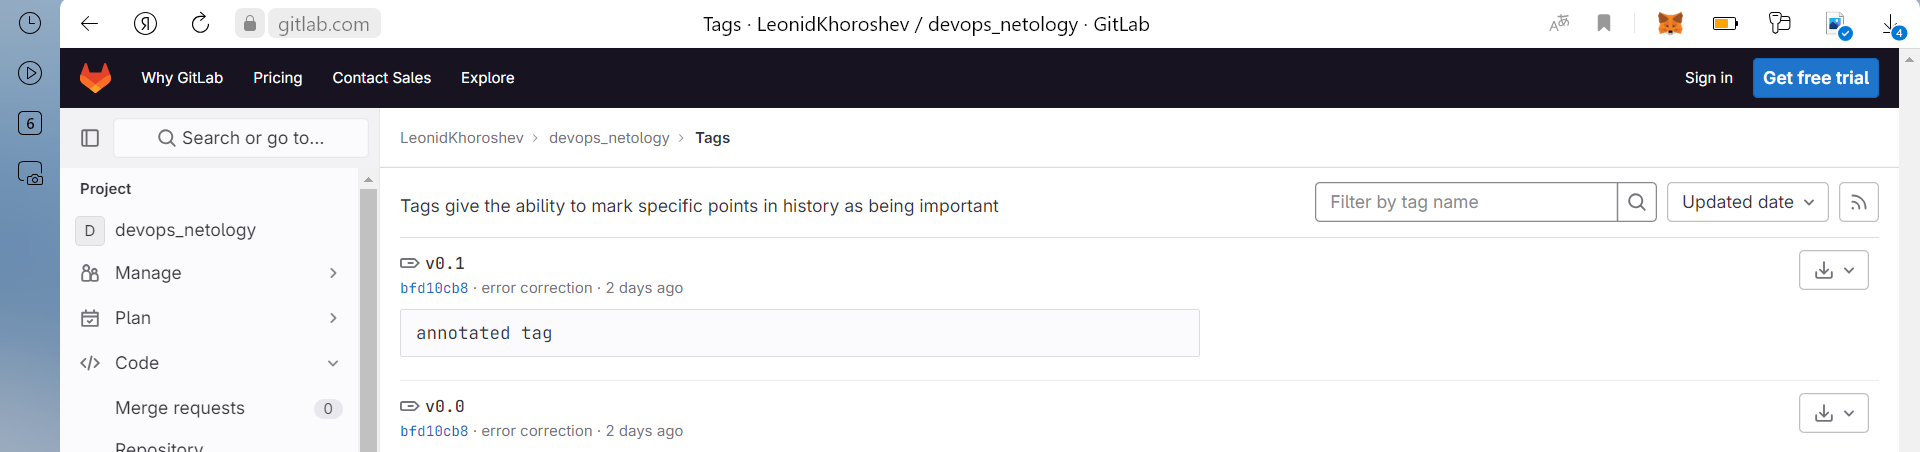 Я gitlab.com Tags · LeonidKhoroshev / devops_netology · GitLab 4
Why GitLab Pricing Contact Sales Explore Sign in Get free trial
6
Search or go to...
LeonidKhoroshev > devops_netology > Tags
Project
Tags give the ability to mark specific points in history as being important Filter by tag name Updated date
D devops_netology
Manage
Plan
Code
Merge requests 0
Repository
v0.1
bfd10cb8 · error correction · 2 days ago
annotated tag
v0.0
bfd10cb8 · error correction · 2 days ago